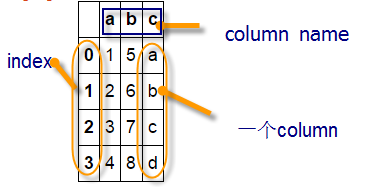 a b c
column name
index
0 1 5 a
1 2 6 b
2 3 7 c
3 4 8 d
一个column